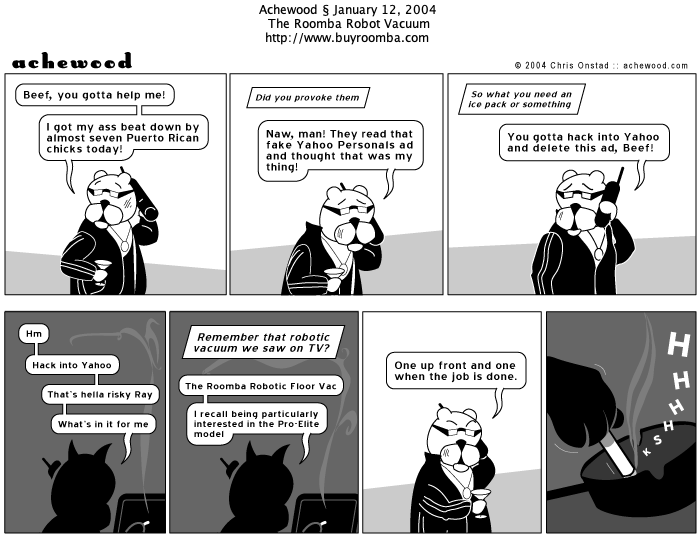 Achewood § January 12, 2004
The Roomba Robot Vacuum
http://www.buyroomba.com
achewood
© 2004 Chris Onstad :: achewood.com
Beef, you gotta help me!
I got my ass beat down by
almost seven Puerto Rican
chicks today!
Did you provoke them
Naw, man! They read that
fake Yahoo Personals ad
and thought that was my
thing!
So what you need an
ice pack or something
You gotta hack into Yahoo
and delete this ad, Beef!
Hm
Hack into Yahoo
That's hella risky Ray
What's in it for me
Remember that robotic
vacuum we saw on TV?
The Roomba Robotic Floor Vac
I recall being particularly
interested in the Pro-Elite
model
One up front and one
when the job is done.
KSHHHH